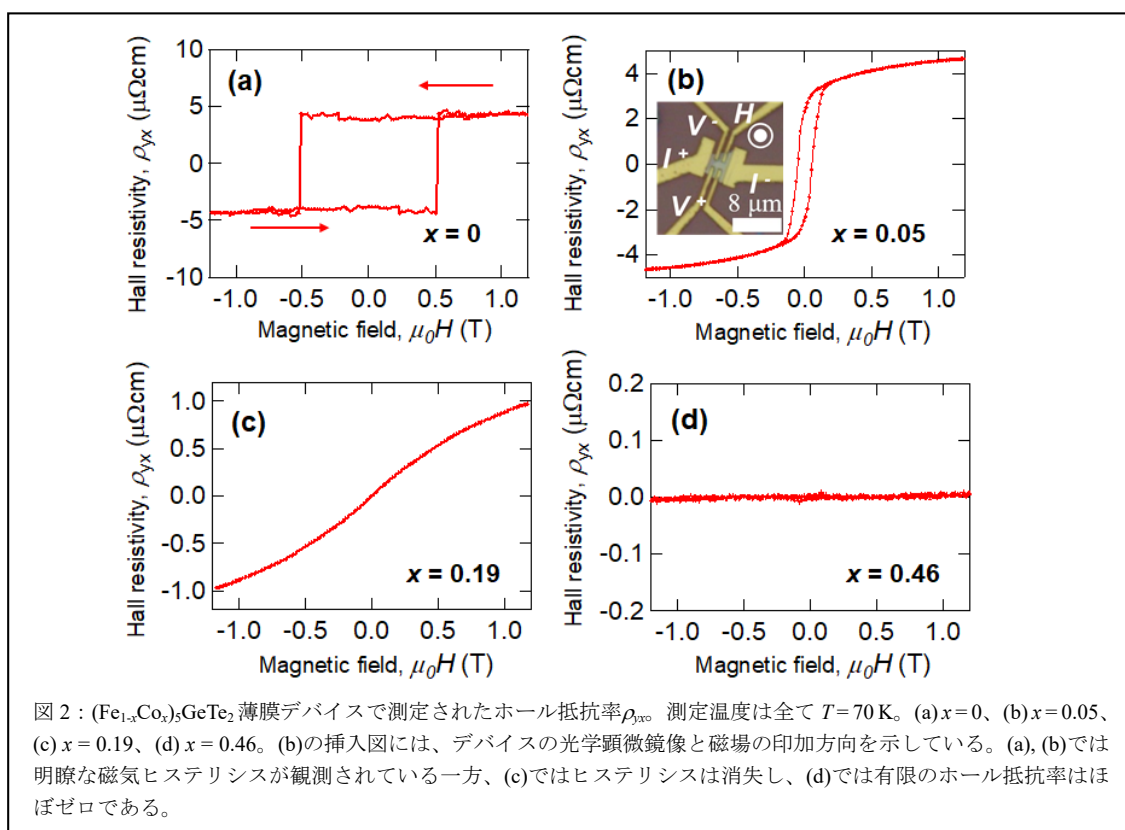 (a)
Hall resistivity, ρyx (μΩcm)
10
5
0
-5
-10
x = 0
-1.0 -0.5 0.0 0.5 1.0
Magnetic field, μ0H (T)
(b)
Hall resistivity, ρyx (μΩcm)
4
2
0
-2
-4
V - H
I +
I -
V +
8 μm
x = 0.05
-1.0 -0.5 0.0 0.5 1.0
Magnetic field, μ0H (T)
(c)
Hall resistivity, ρyx (μΩcm)
1.0
0.5
0.0
-0.5
-1.0
x = 0.19
-1.0 -0.5 0.0 0.5 1.0
Magnetic field, μ0H (T)
(d)
Hall resistivity, ρyx (μΩcm)
0.2
0.1
0.0
-0.1
-0.2
x = 0.46
-1.0 -0.5 0.0 0.5 1.0
Magnetic field, μ0H (T)
図 2：(Fe1-xCox)5GeTe2 薄膜デバイスで測定されたホール抵抗率ρyx。測定温度は全て T = 70 K。(a) x = 0、(b) x = 0.05、
(c) x = 0.19、(d) x = 0.46。(b)の挿入図には、デバイスの光学顕微鏡像と磁場の印加方向を示している。(a), (b)では
明瞭な磁気ヒステリシスが観測されている一方、(c)ではヒステリシスは消失し、(d)では有限のホール抵抗率はほ
ぼゼロである。